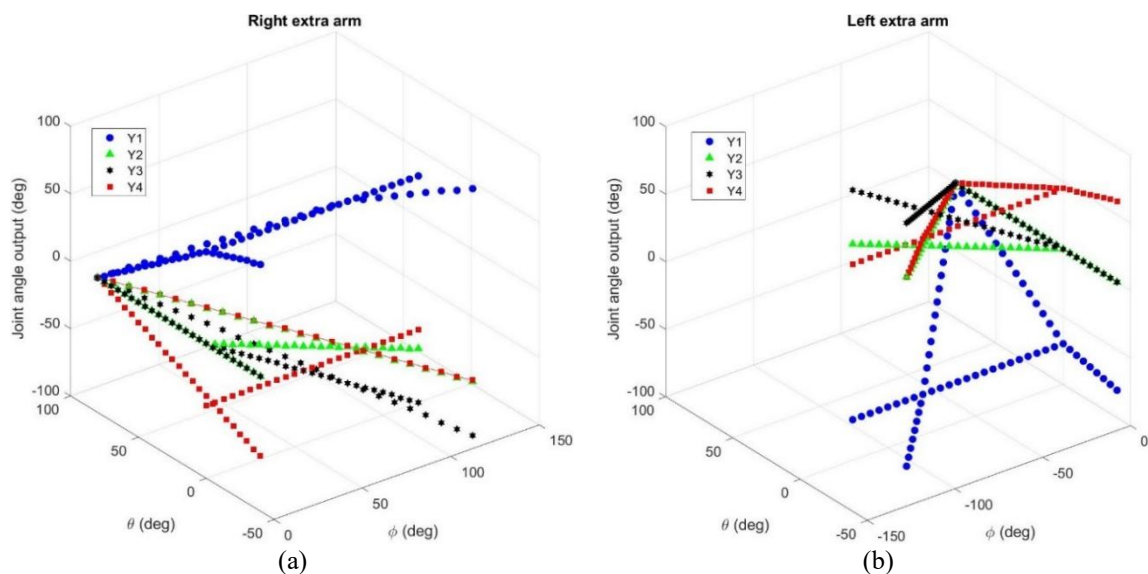 Right extra arm
Y1
Y2
Y3
Y4
Joint angle output (deg)
100
50
0
-50
-100
100
50
0
-50
θ (deg)
0
50
100
150
ϕ (deg)
(a)
Left extra arm
Y1
Y2
Y3
Y4
Joint angle output (deg)
100
50
0
-50
-100
100
50
0
-50
θ (deg)
-150
-100
-50
0
ϕ (deg)
(b)